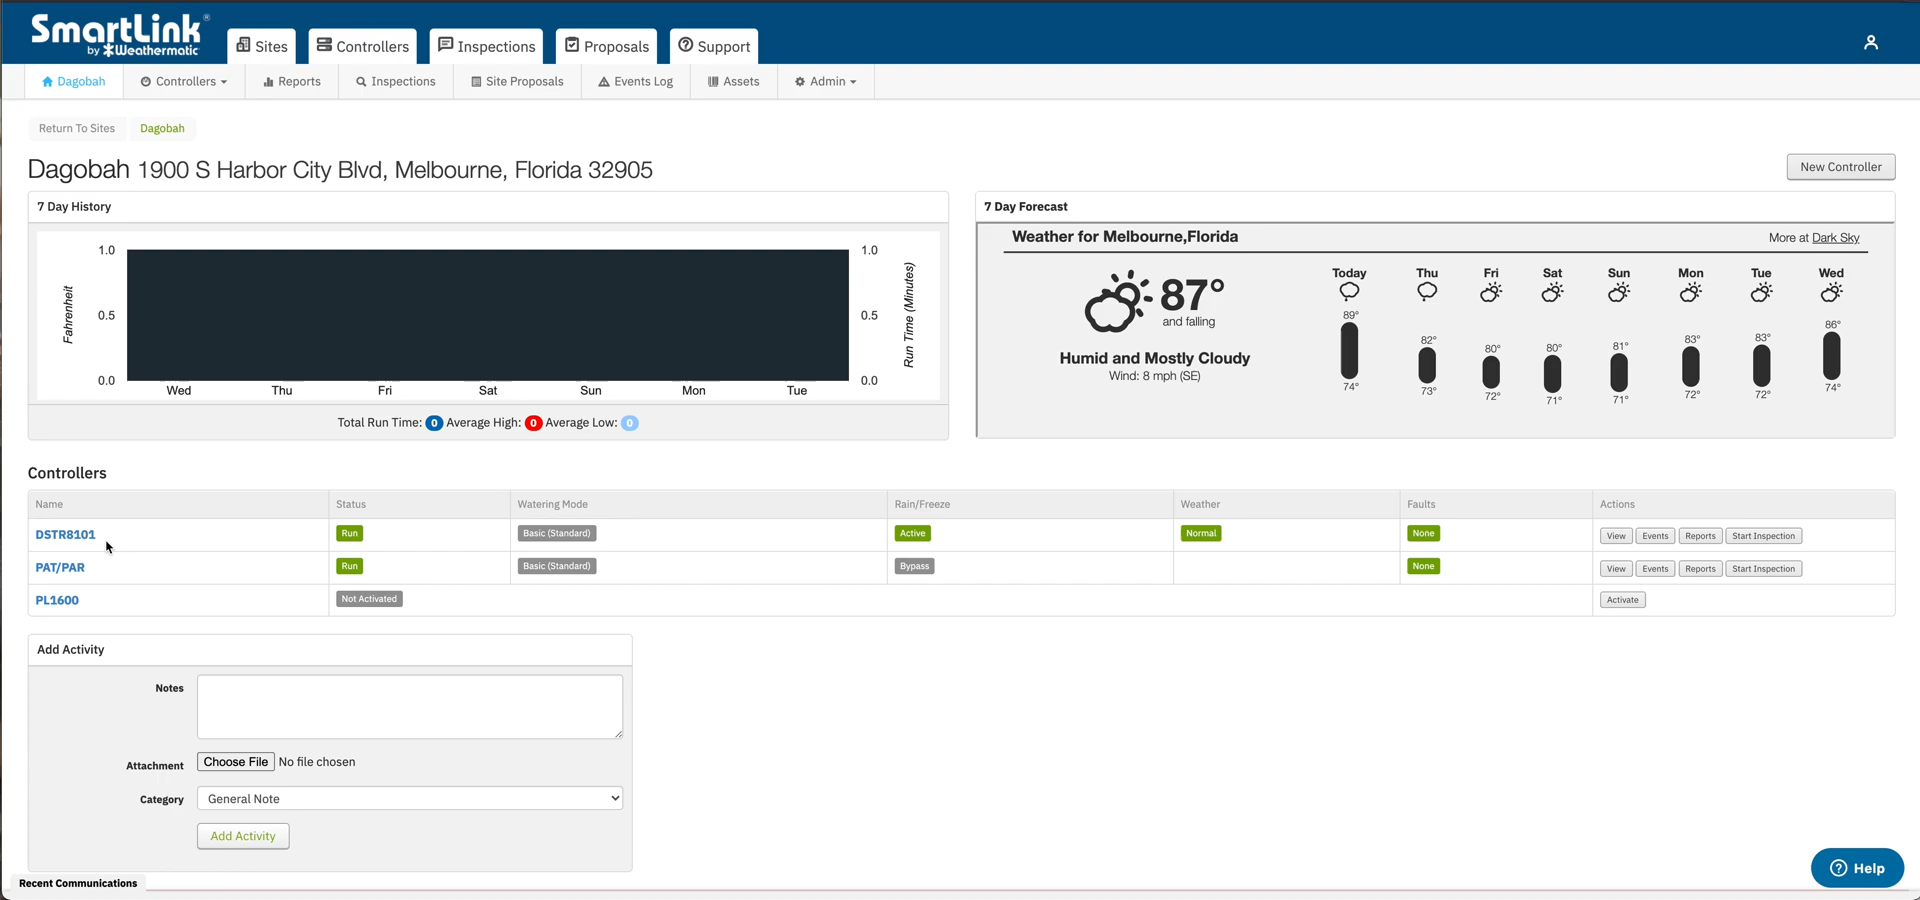 SmartLink®
by Weathermatic
Sites
Controllers
Inspections
Proposals
Support
Dagobah
Controllers
Reports
Inspections
Site Proposals
Events Log
Assets
Admin
Return To Sites
Dagobah
Dagobah 1900 S Harbor City Blvd, Melbourne, Florida 32905
New Controller
7 Day History
1.0
0.5
0.0
Fahrenheit
1.0
0.5
0.0
Run Time (Minutes)
Wed Thu Fri Sat Sun Mon Tue
Total Run Time: 0 Average High: 0 Average Low: 0
7 Day Forecast
Weather for Melbourne,Florida
More at Dark Sky
87°
and falling
Humid and Mostly Cloudy
Wind: 8 mph (SE)
Today Thu Fri Sat Sun Mon Tue Wed
89° 82° 80° 80° 81° 83° 83° 86°
74° 73° 72° 71° 71° 72° 72° 74°
Controllers
Name Status Watering Mode Rain/Freeze Weather Faults Actions
DSTR8101 Run Basic (Standard) Active Normal None View Events Reports Start Inspection
PAT/PAR Run Basic (Standard) Bypass None View Events Reports Start Inspection
PL1600 Not Activated Activate
Add Activity
Notes
Attachment Choose File No file chosen
Category General Note
Add Activity
Recent Communications
? Help